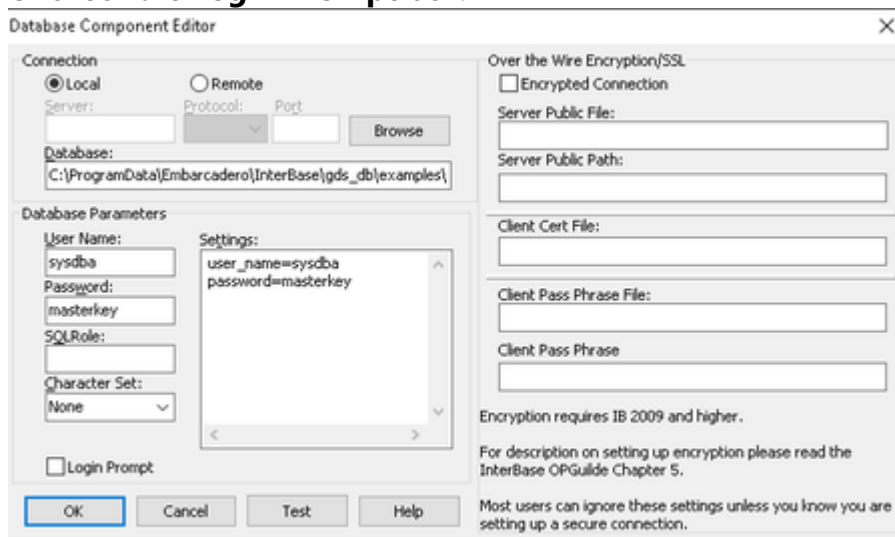 Database Component Editor
Connection
Local
Remote
Server:
Protocol:
Port
Browse
Database:
C:\ProgramData\Embarcadero\InterBase\gds_db\examples\
Database Parameters
User Name:
sysdba
Password:
masterkey
SQLRole:
Character Set:
None
Settings:
user_name=sysdba
password=masterkey
Login Prompt
OK
Cancel
Test
Help
Over the Wire Encryption/SSL
Encrypted Connection
Server Public File:
Server Public Path:
Client Cert File:
Client Pass Phrase File:
Client Pass Phrase
Encryption requires IB 2009 and higher.
For description on setting up encryption please read the
InterBase OPGuilde Chapter 5.
Most users can ignore these settings unless you know you are
setting up a secure connection.